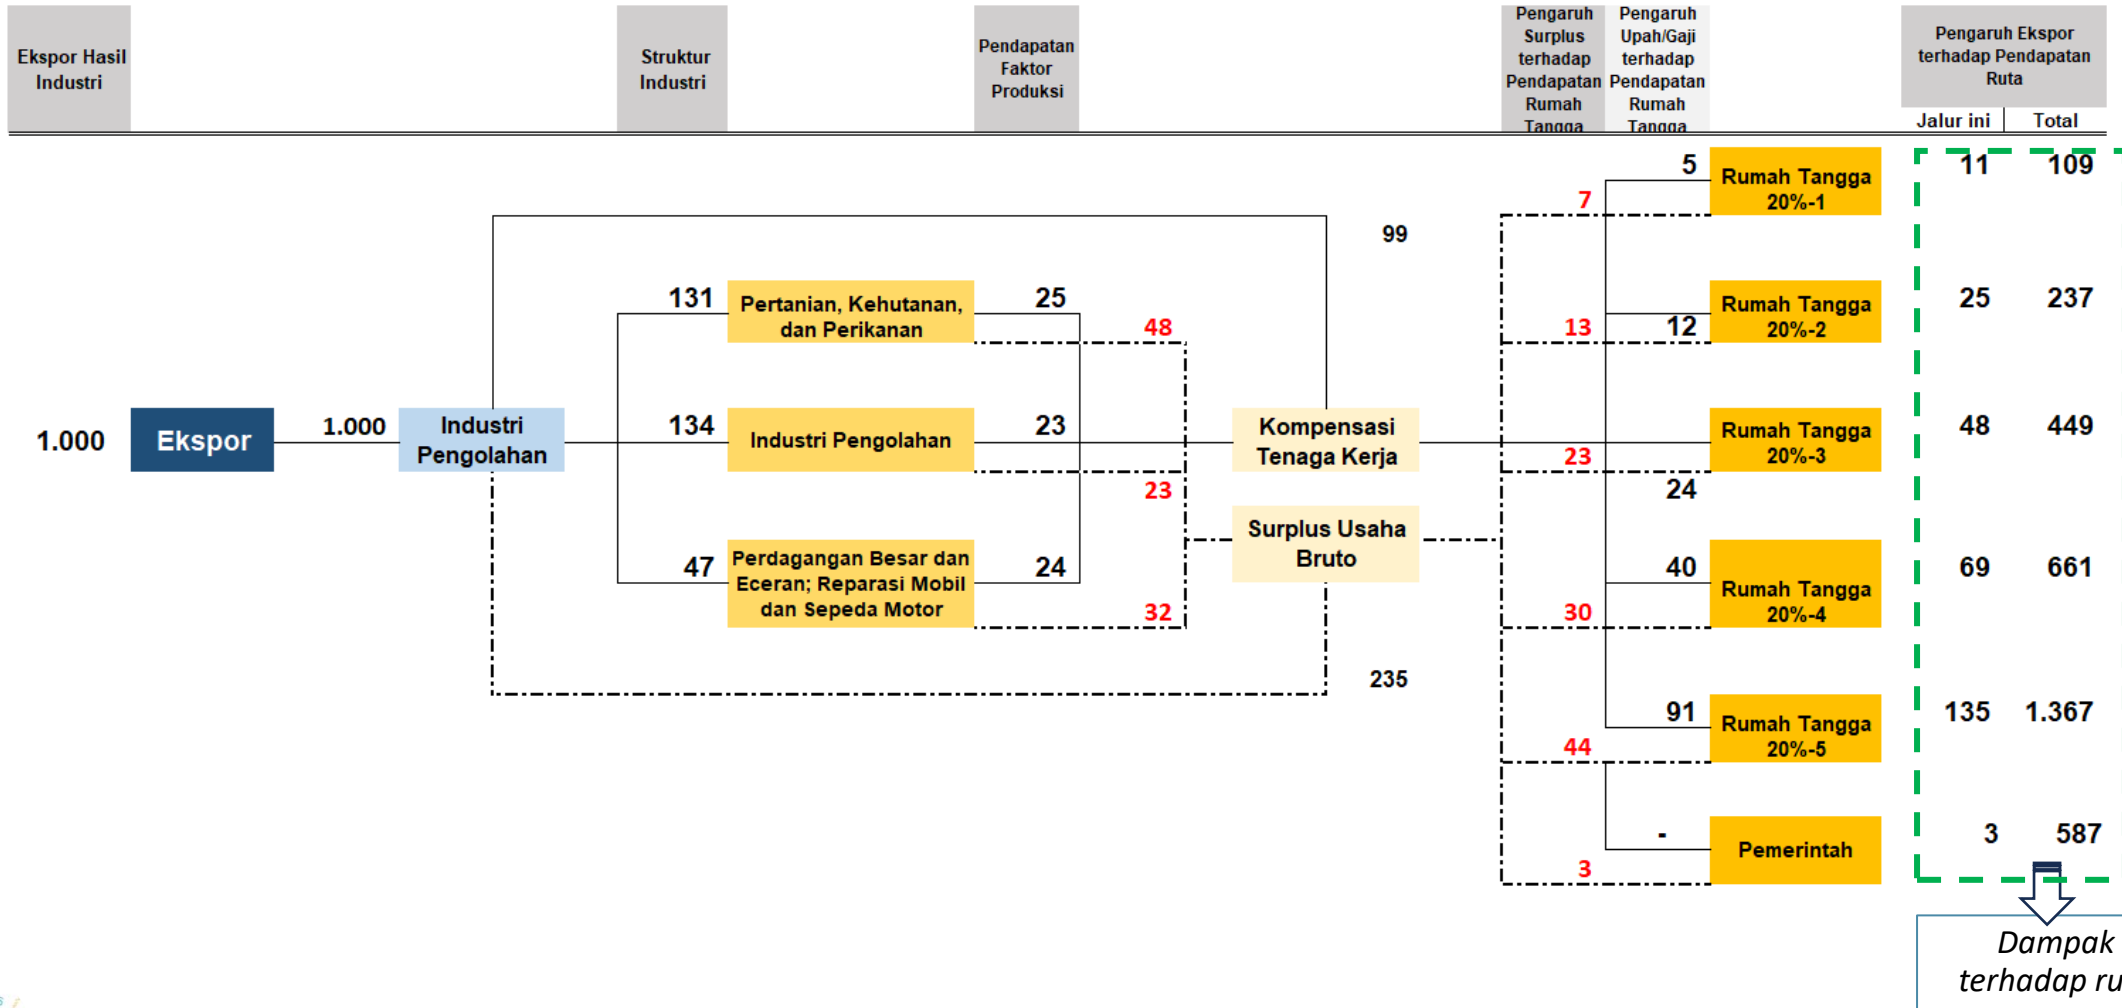 Ekspor Hasil
Industri
Struktur
Industri
Pendapatan
Faktor
Produksi
Pengaruh
Surplus
terhadap
Pendapatan
Rumah
Tangga
Pengaruh
Upah/Gaji
terhadap
Pendapatan
Rumah
Tangga
Pengaruh Ekspor
terhadap Pendapatan
Ruta
Jalur ini
Total
5
Rumah Tangga
20%-1
7
11
109
99
131
Pertanian, Kehutanan,
dan Perikanan
25
48
13
12
Rumah Tangga
20%-2
25
237
1.000
Ekspor
1.000
Industri
Pengolahan
134
Industri Pengolahan
23
23
Kompensasi
Tenaga Kerja
23
24
Rumah Tangga
20%-3
48
449
Surplus Usaha
Bruto
47
Perdagangan Besar dan
Eceran; Reparasi Mobil
dan Sepeda Motor
24
32
40
30
Rumah Tangga
20%-4
69
661
235
91
44
Rumah Tangga
20%-5
135
1.367
-
3
Pemerintah
3
587
Dampak
terhadap ru